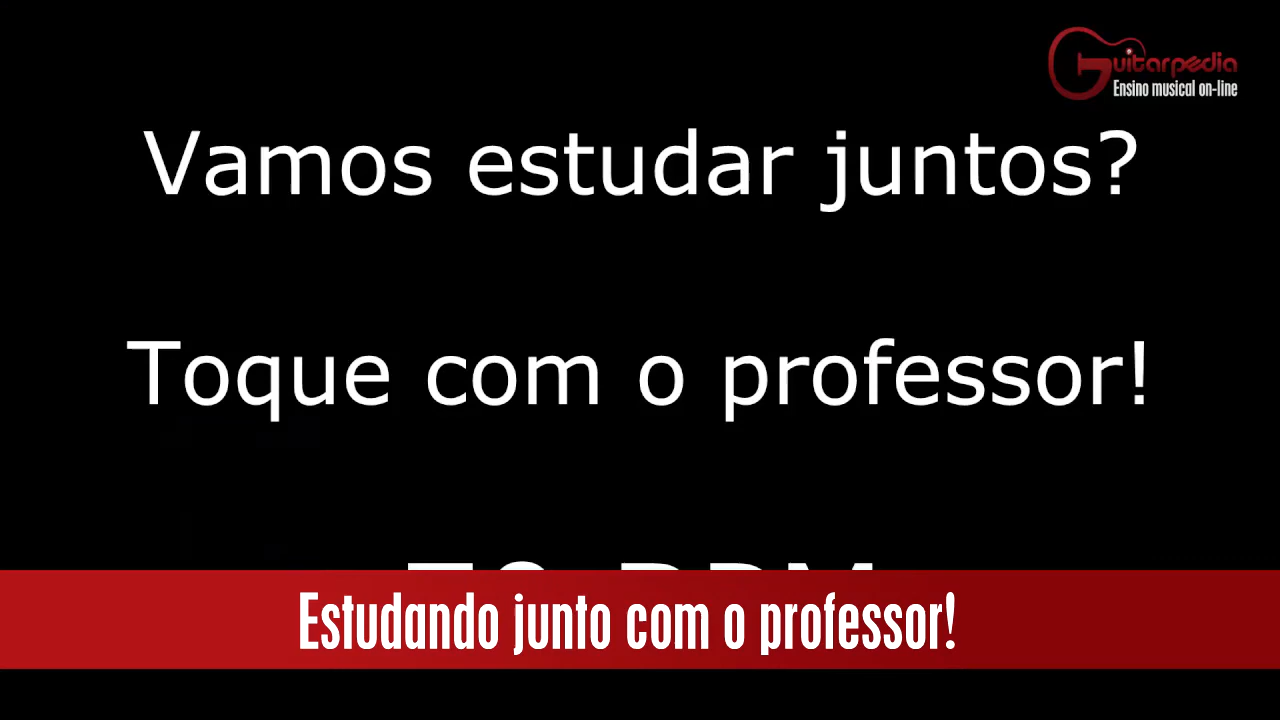 Guitarpedia
Ensino musical on-line
Vamos estudar juntos?
Toque com o professor!
Estudando junto com o professor!